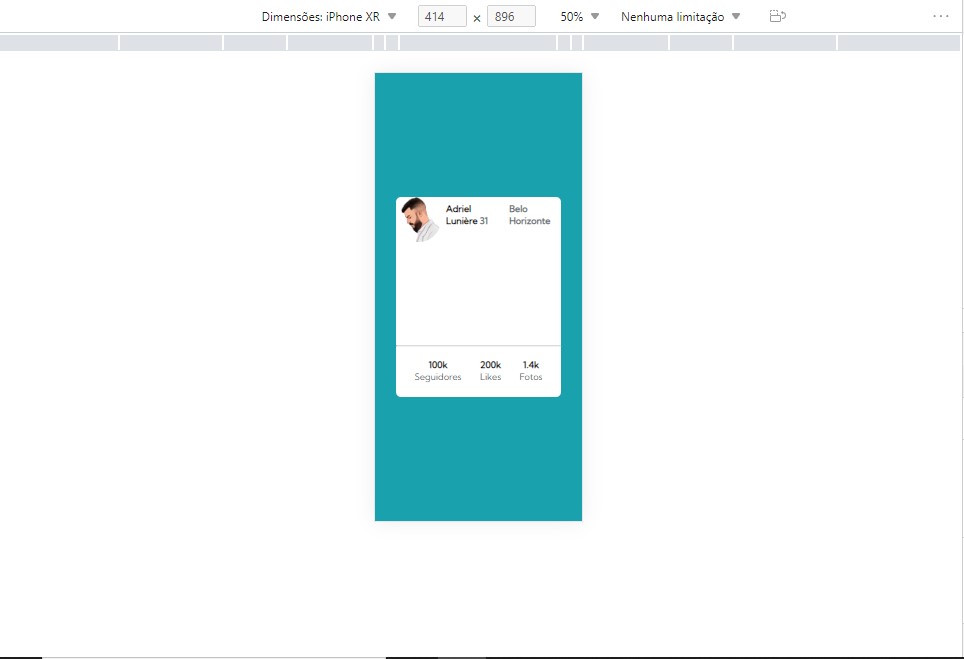 Dimensões: iPhone XR ▼ 414 × 896 50% ▼ Nenhuma limitação ▼ ...
Adriel
Lunière 31
Belo
Horizonte
100k 200k 1.4k
Seguidores Likes Fotos